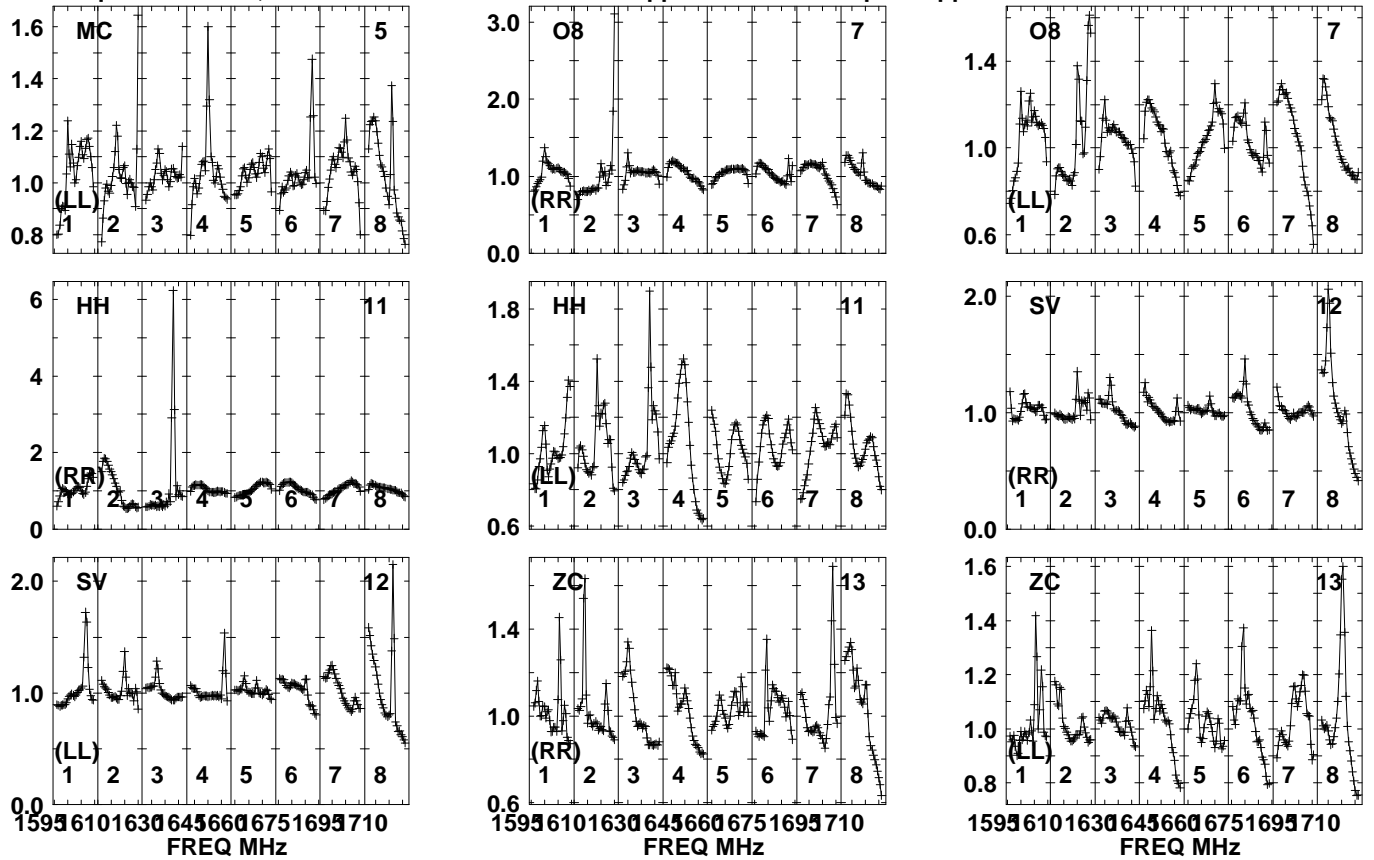 1.6 MC 5
1.4
1.2
1.0
0.8
(LL)
1 2 3 4 5 6 7 8
3.0 O8 7
2.0
1.0
0.0
(RR)
1 2 3 4 5 6 7 8
O8 7
1.4
1.0
0.6
(LL)
1 2 3 4 5 6 7 8
6 HH 11
4
2
0
(RR)
1 2 3 4 5 6 7 8
1.8 HH 11
1.4
1.0
0.6
(LL)
1 2 3 4 5 6 7 8
2.0 SV 12
1.0
0.0
(RR)
1 2 3 4 5 6 7 8
2.0 SV 12
1.0
0.0
(LL)
1 2 3 4 5 6 7 8
1595 1610 1630 1645 1660 1675 1695 1710
FREQ MHz
ZC 13
1.4
1.0
0.6
(RR)
1 2 3 4 5 6 7 8
1595 1610 1630 1645 1660 1675 1695 1710
FREQ MHz
1.6 ZC 13
1.4
1.2
1.0
0.8
(LL)
1 2 3 4 5 6 7 8
1595 1610 1630 1645 1660 1675 1695 1710
FREQ MHz